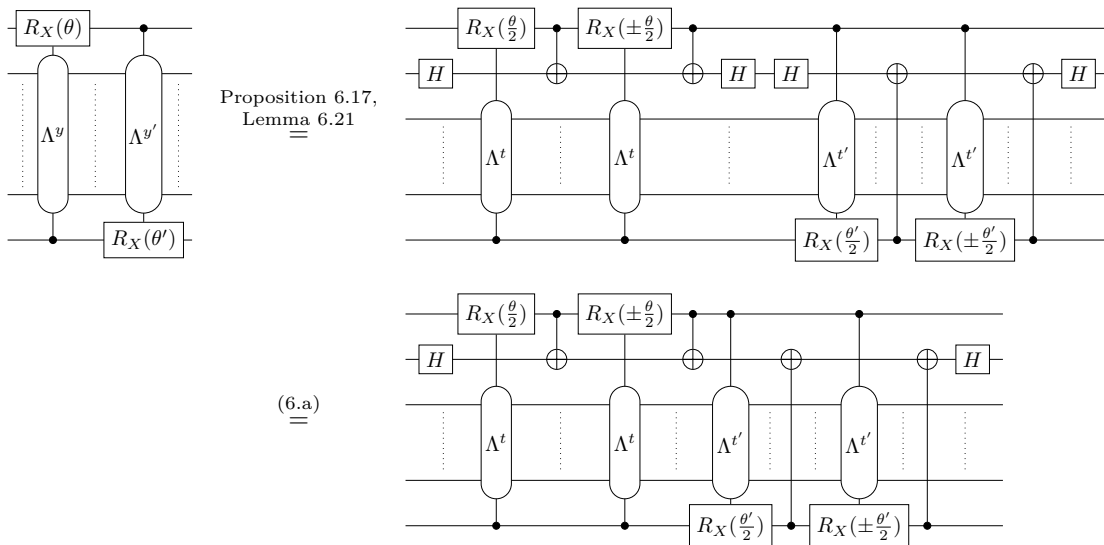 R_X(θ)
Λ^y Λ^{y'}
R_X(θ')
Proposition 6.17,
Lemma 6.21
=
R_X(θ/2) R_X(±θ/2)
H H H H
Λ^t Λ^t Λ^{t'} Λ^{t'}
R_X(θ'/2) R_X(±θ'/2)
(6.a)
=
R_X(θ/2) R_X(±θ/2)
H H
Λ^t Λ^t Λ^{t'} Λ^{t'}
R_X(θ'/2) R_X(±θ'/2)